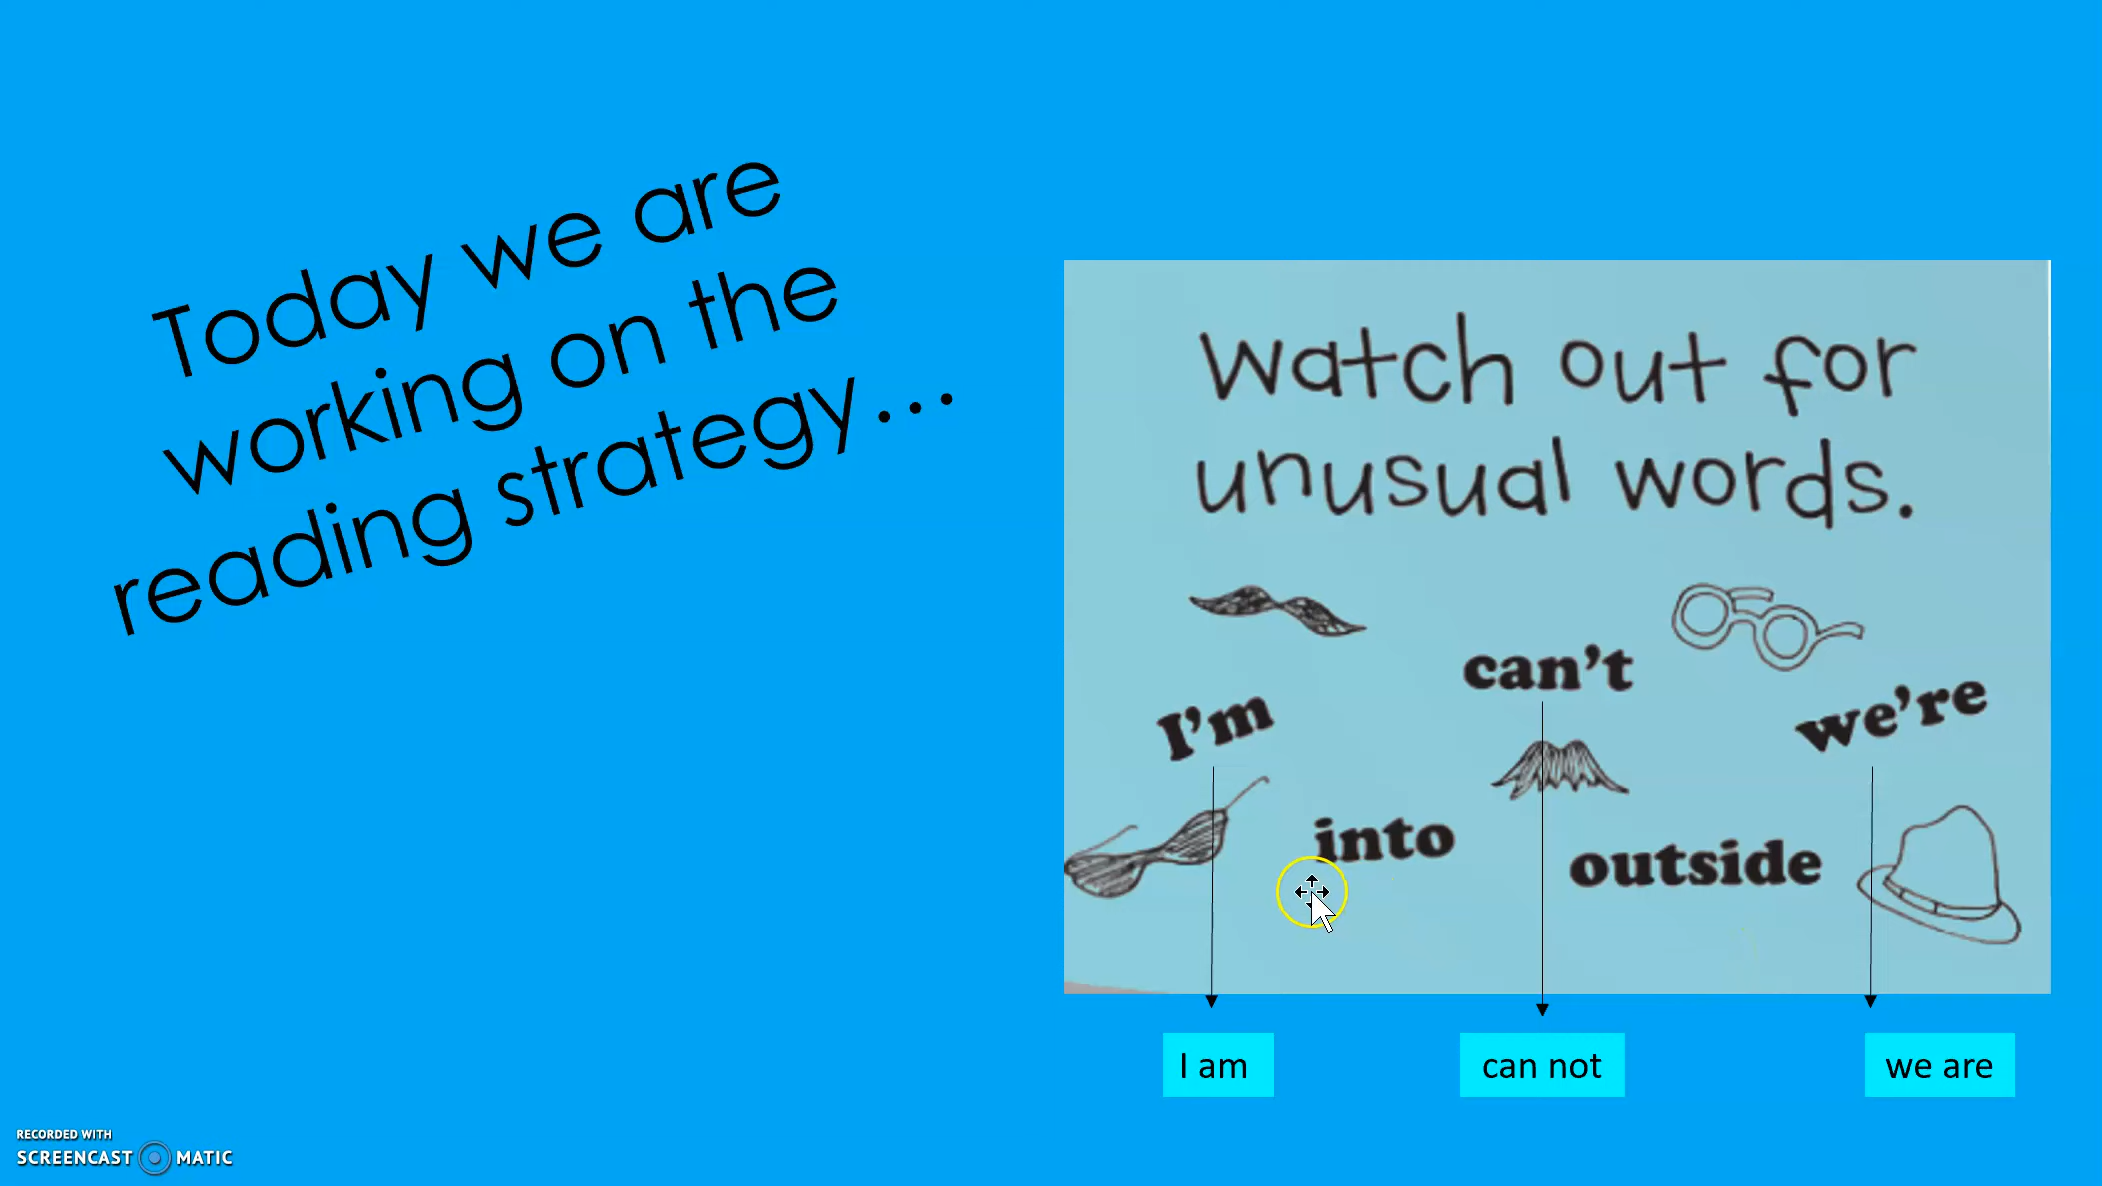 Today we are
working on the
reading strategy...
Watch out for
unusual words.
can't
I'm
we're
into
outside
I am
can not
we are
RECORDED WITH
SCREENCAST MATIC